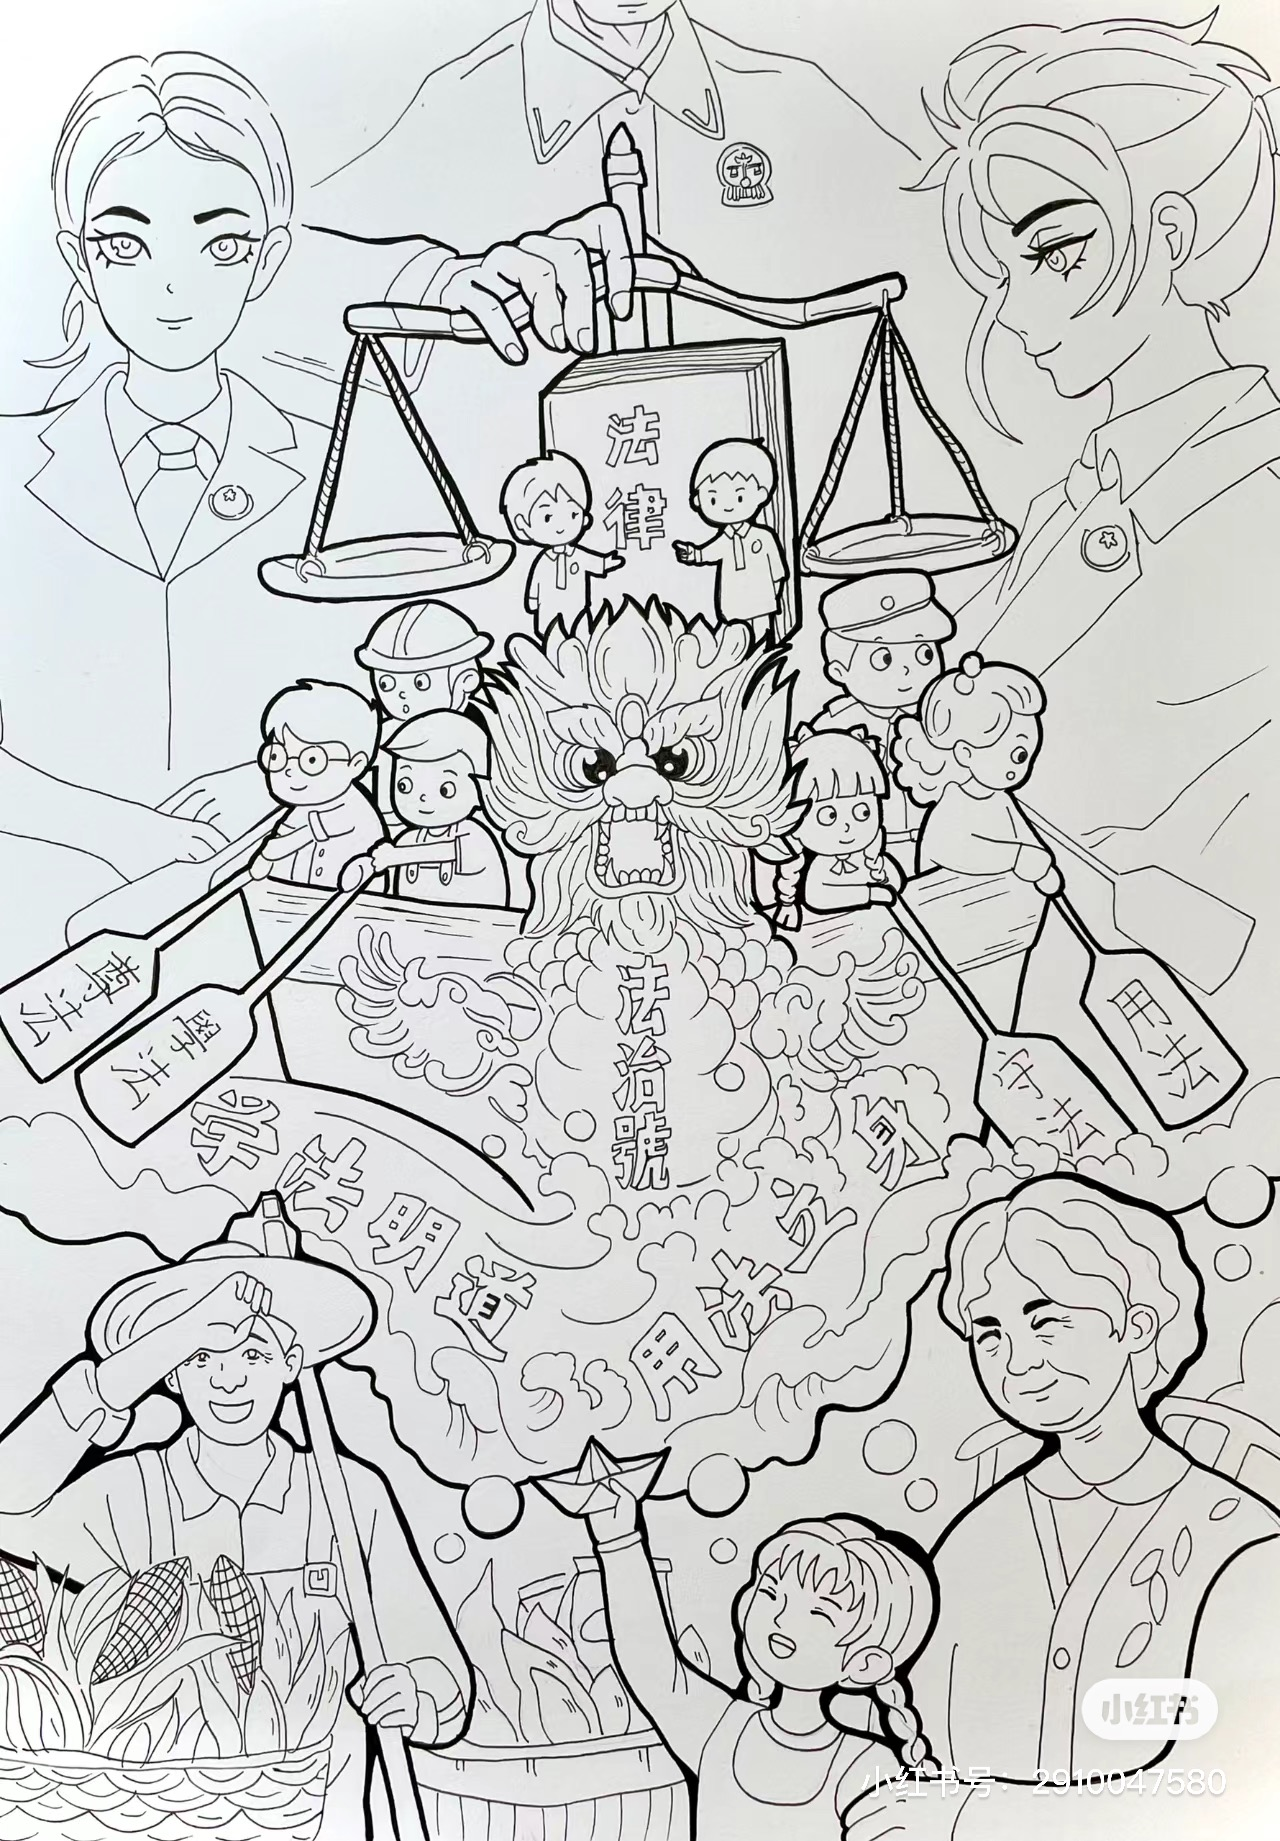 法律
尊法
學法
守法
用法
法治號
学法明道
用法立身
小红书
小红书号：2910047580